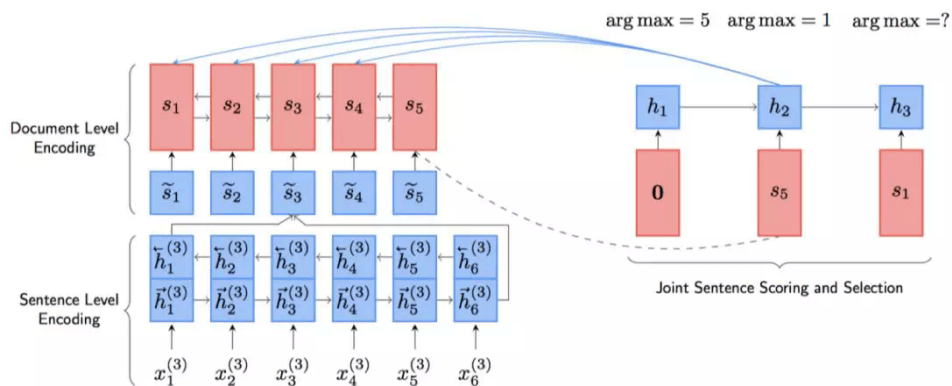 arg max = 5 arg max = 1 arg max =?
s₁ s₂ s₃ s₄ s₅
h₁ h₂ h₃
Document Level
Encoding
0 s₅ s₁
s̃₁ s̃₂ s̃₃ s̃₄ s̃₅
h⃖₁⁽³⁾ h⃖₂⁽³⁾ h⃖₃⁽³⁾ h⃖₄⁽³⁾ h⃖₅⁽³⁾ h⃖₆⁽³⁾
Joint Sentence Scoring and Selection
Sentence Level
Encoding
h⃗₁⁽³⁾ h⃗₂⁽³⁾ h⃗₃⁽³⁾ h⃗₄⁽³⁾ h⃗₅⁽³⁾ h⃗₆⁽³⁾
x₁⁽³⁾ x₂⁽³⁾ x₃⁽³⁾ x₄⁽³⁾ x₅⁽³⁾ x₆⁽³⁾